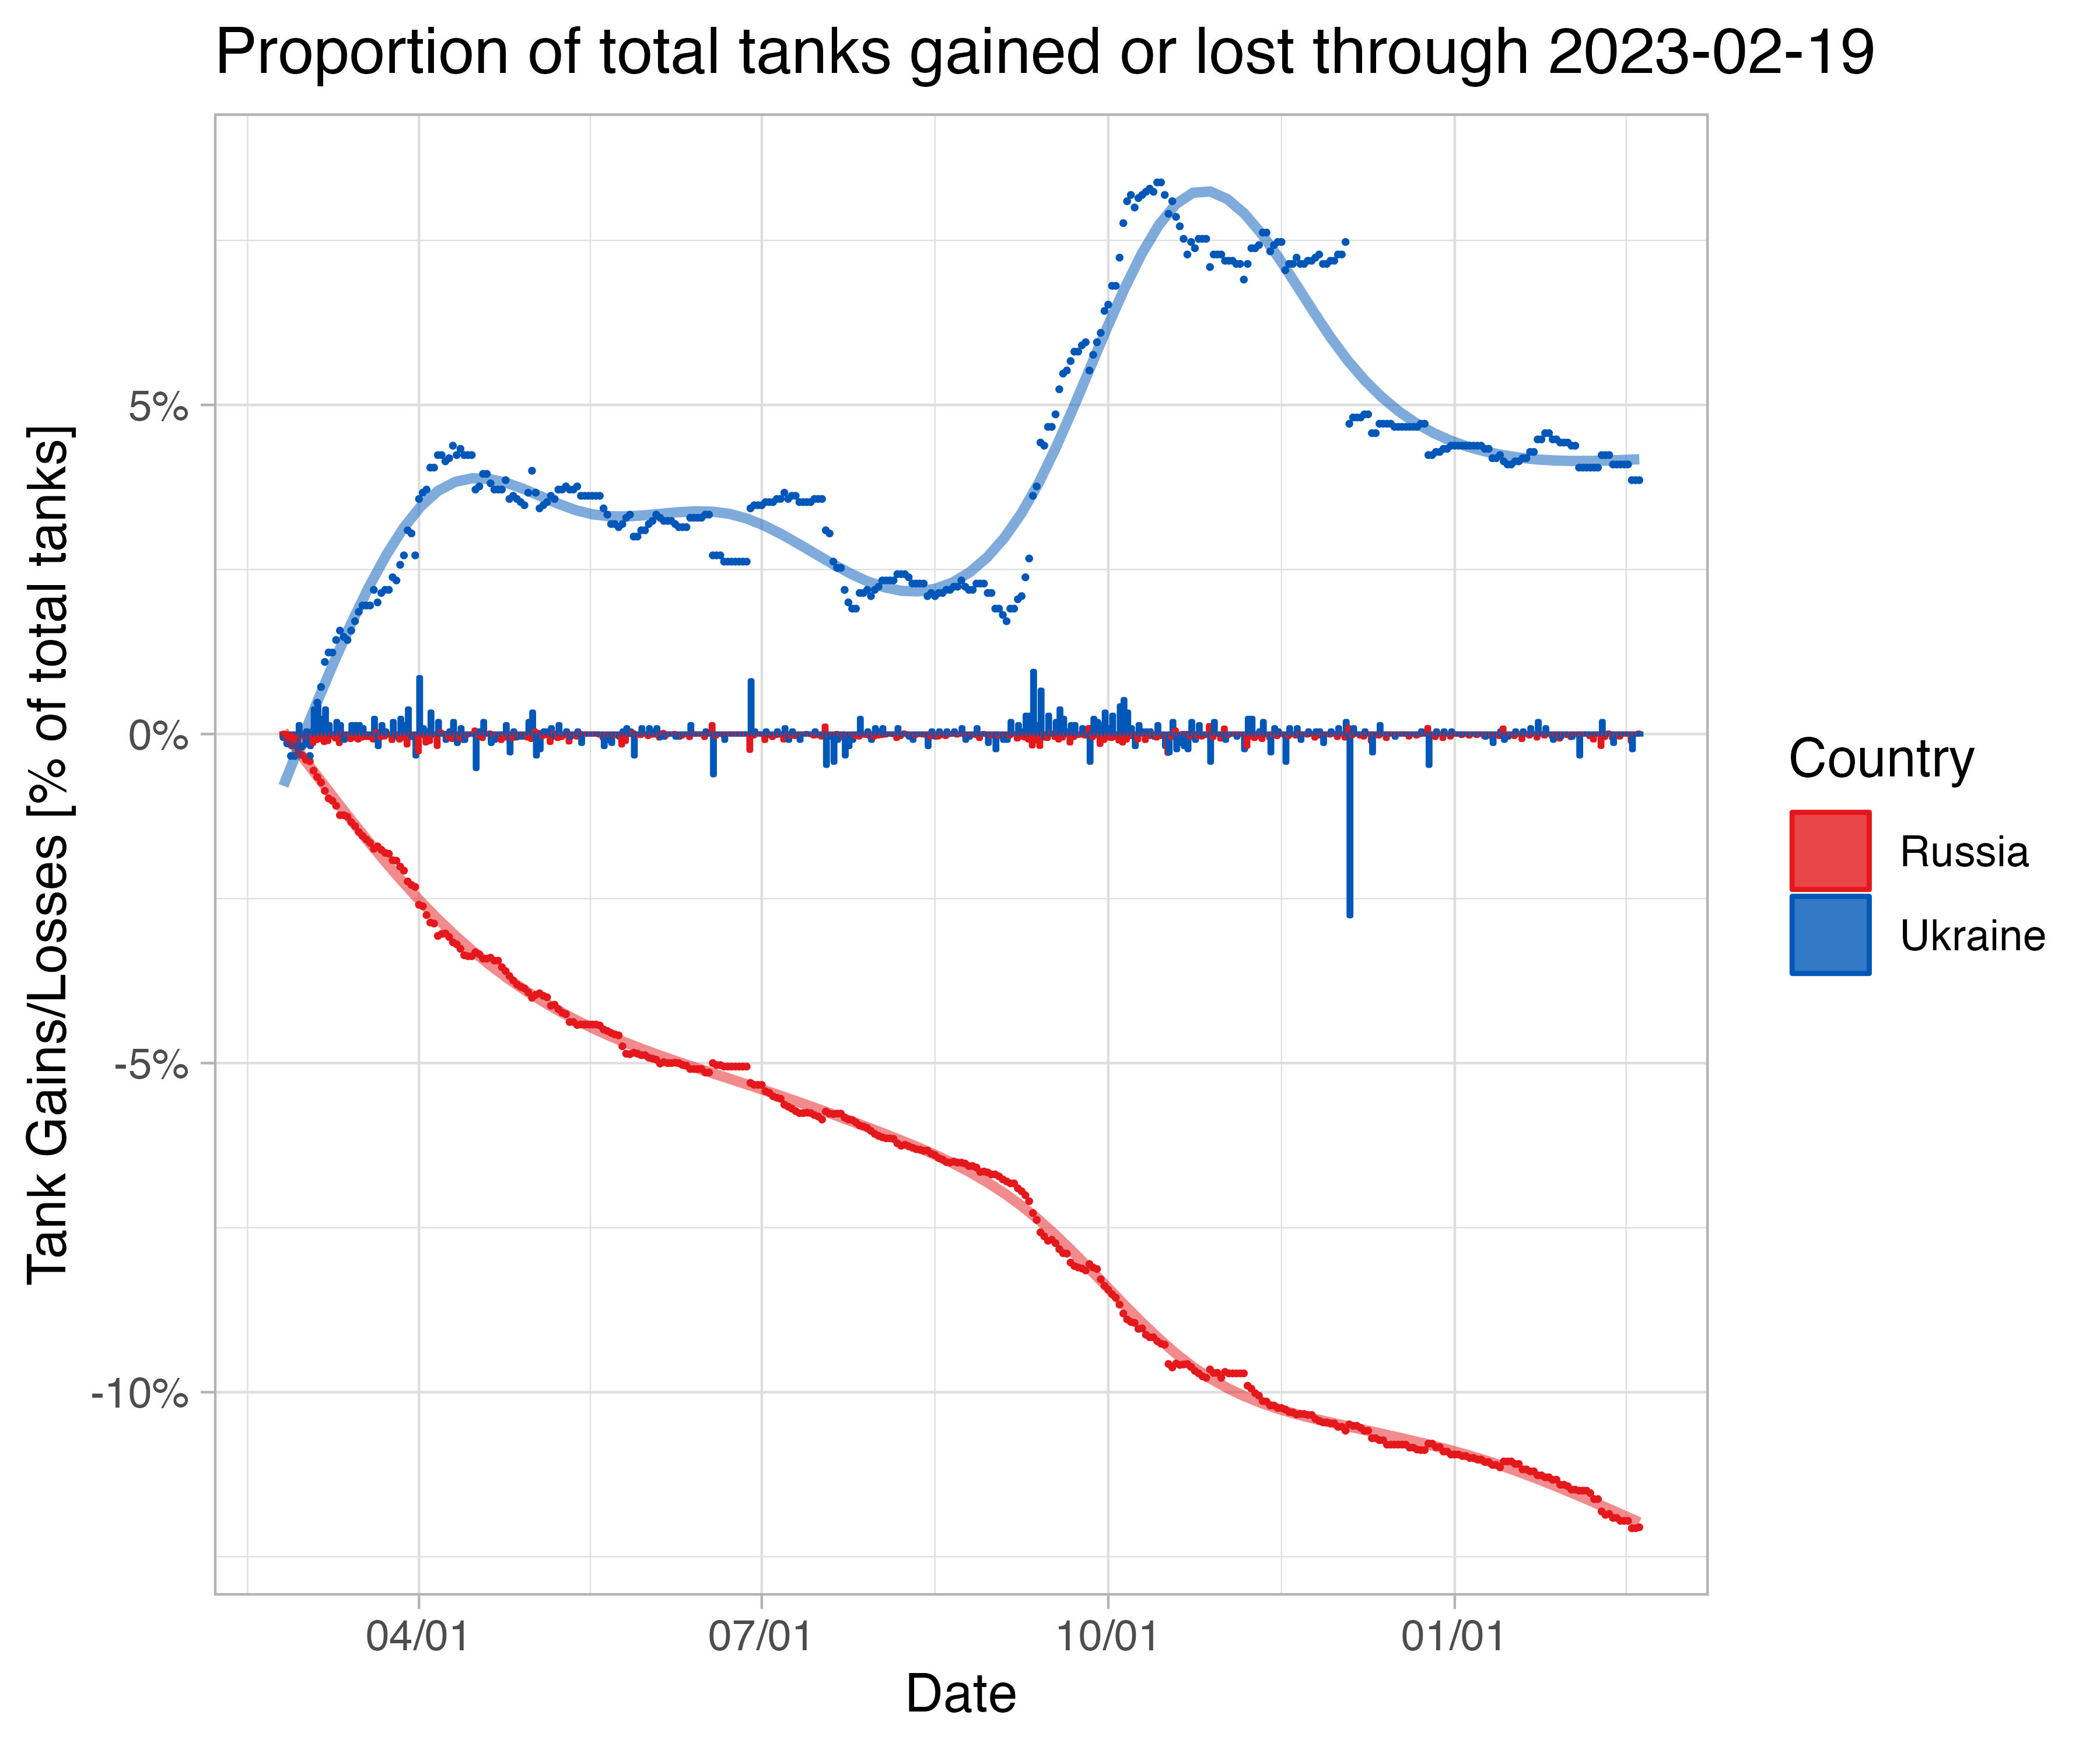 Proportion of total tanks gained or lost through 2023-02-19
Tank Gains/Losses [% of total tanks]
5%
0%
-5%
-10%
04/01 07/01 10/01 01/01
Date
Country
Russia
Ukraine